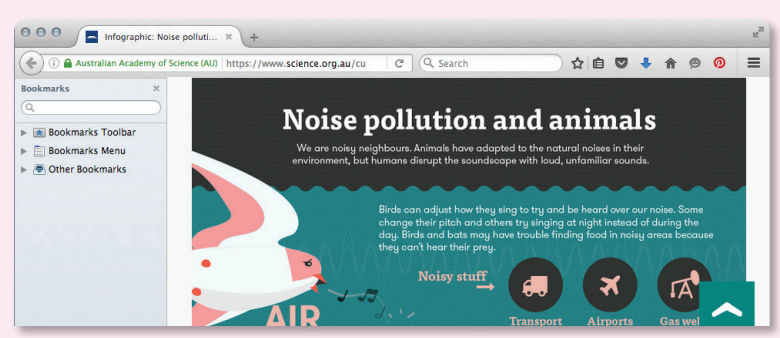 Infographic: Noise polluti...
Australian Academy of Science (AU) https://www.science.org.au/cu Search
Bookmarks
Bookmarks Toolbar
Bookmarks Menu
Other Bookmarks
Noise pollution and animals
We are noisy neighbours. Animals have adapted to the natural noises in their
environment, but humans disrupt the soundscape with loud, unfamiliar sounds.
Birds can adjust how they sing to try and be heard over our noise. Some
change their pitch and others try singing at night instead of during the
day. Birds and bats may have trouble finding food in noisy areas because
they can't hear their prey.
Noisy stuff
AIR
Transport Airports Gas wel